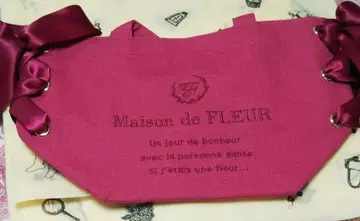 Maison de FLEUR
Un jour de bonheur
avec la personne aimée
Si j'étais une fleur...